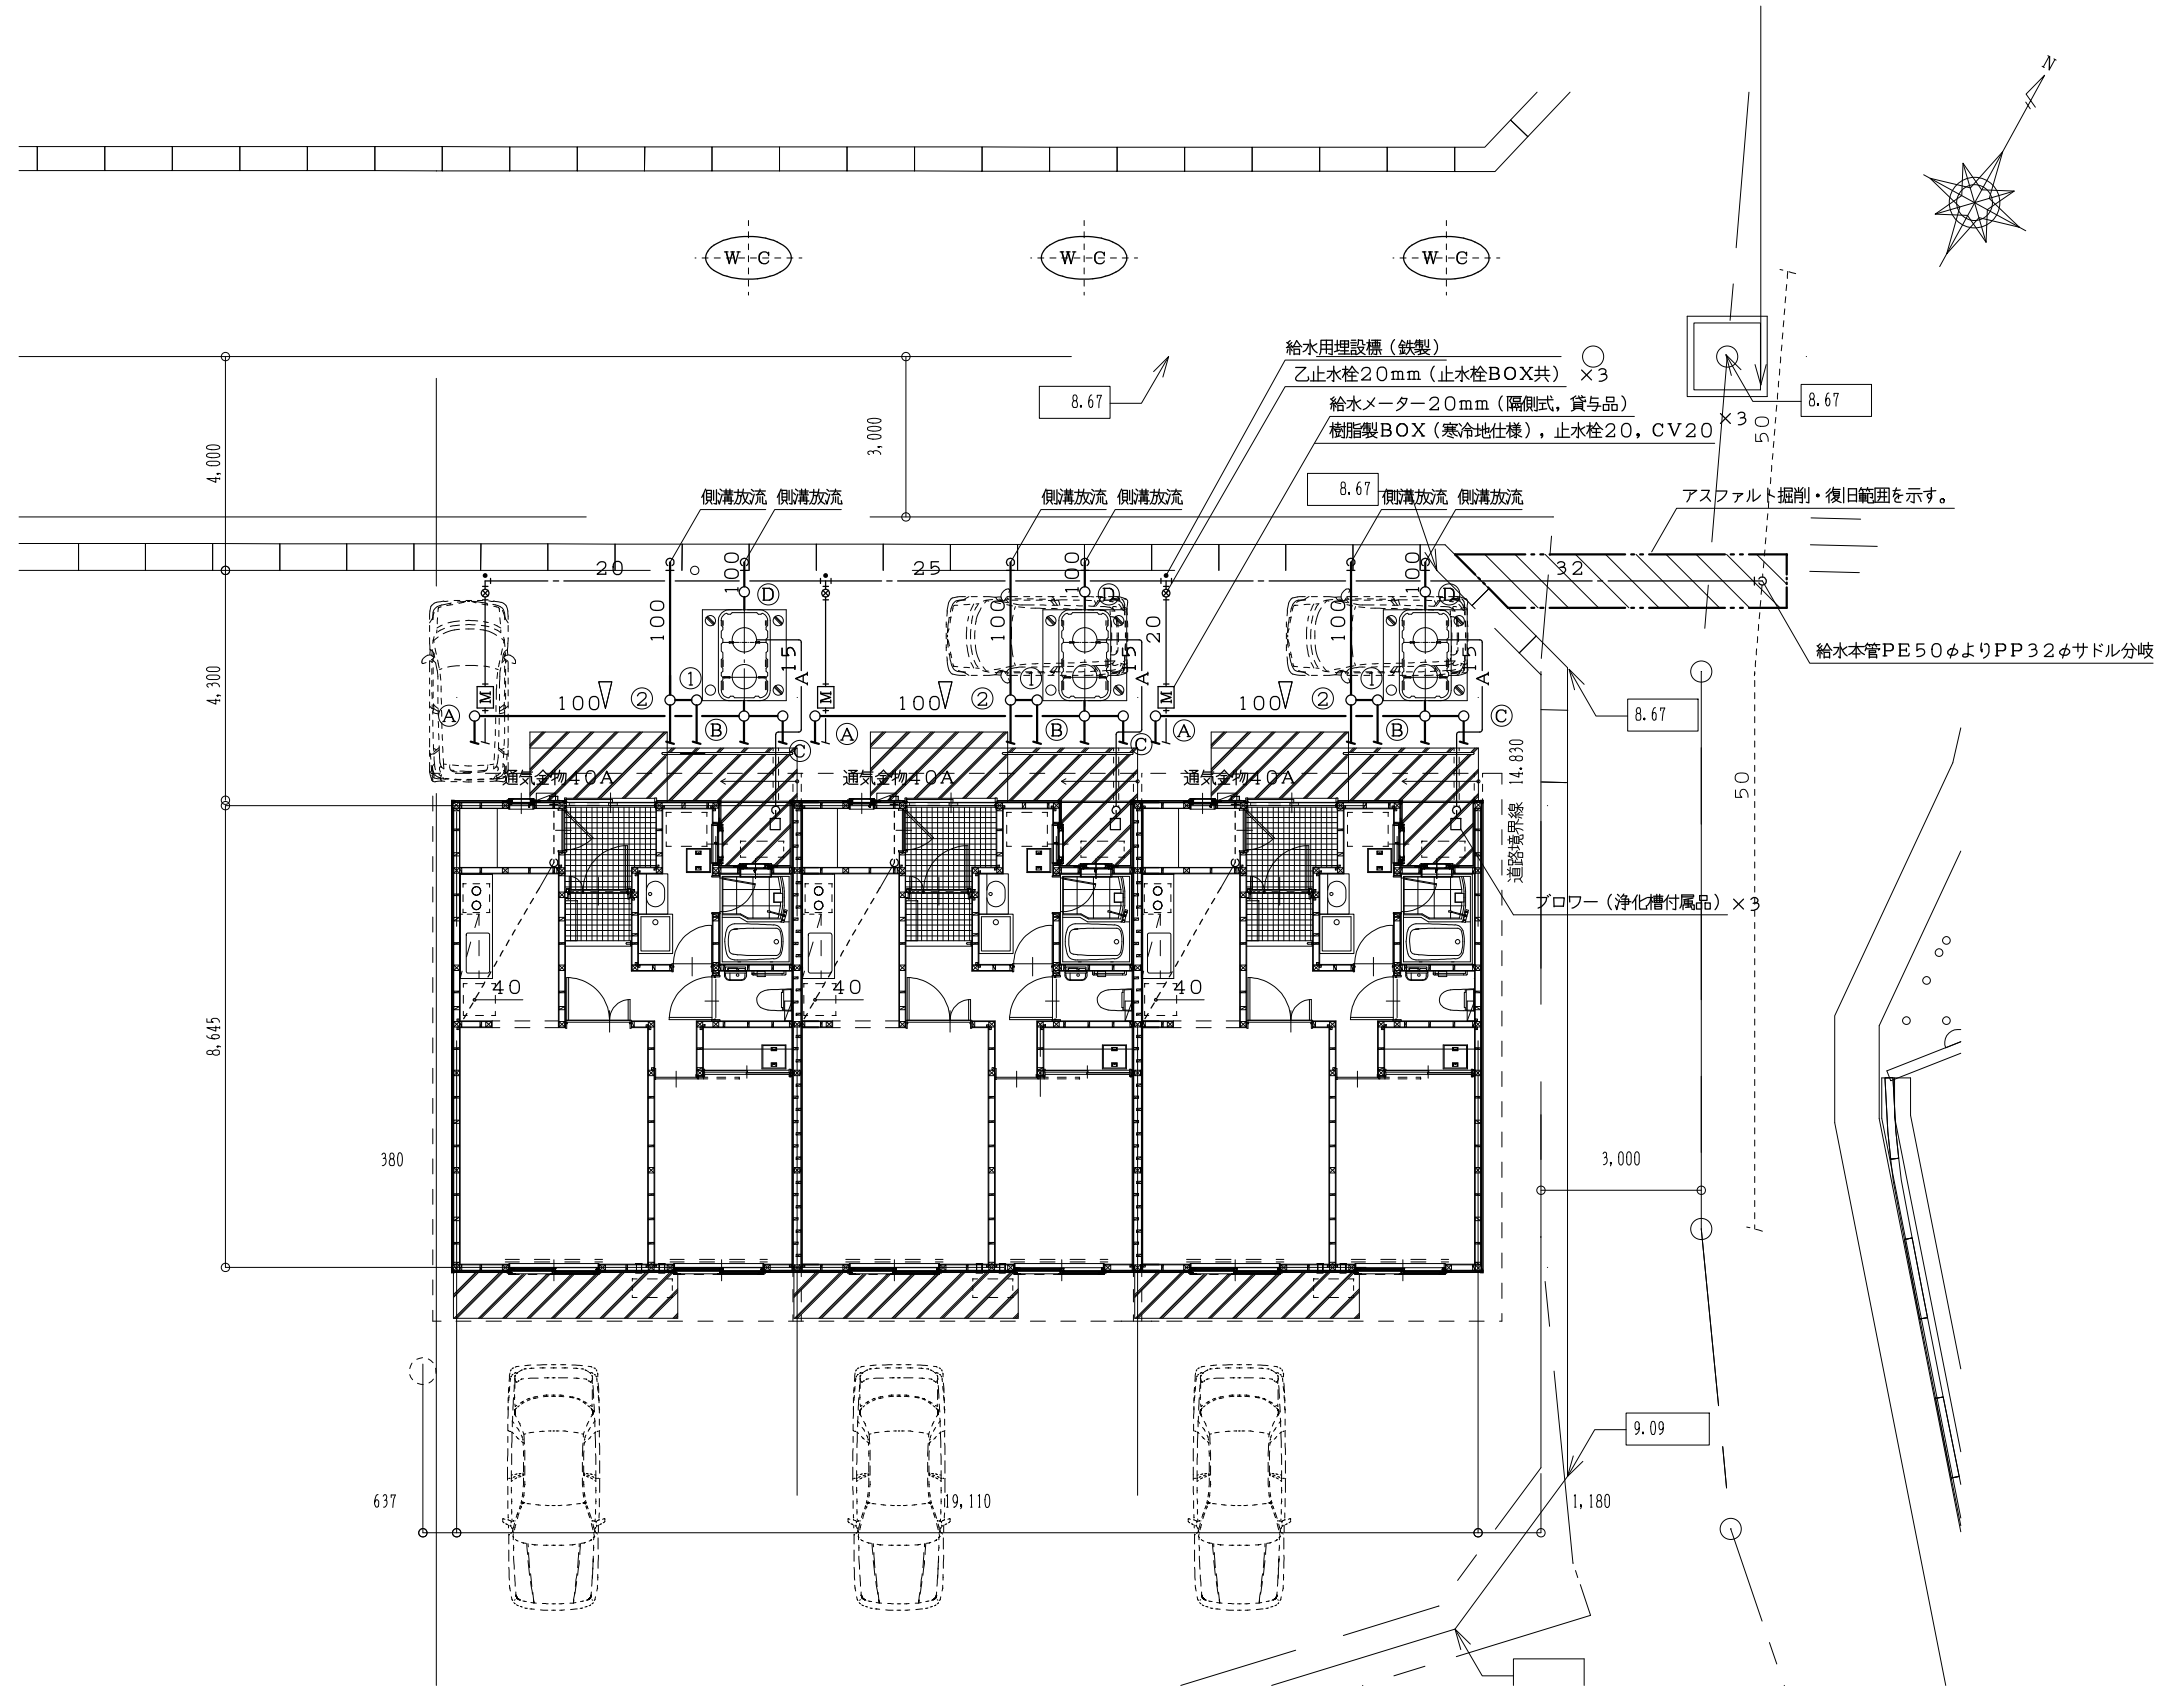 N
W C
W C
W C
給水用埋設標（鉄製）
乙止水栓20mm（止水栓BOX共） ×3
給水メーター20mm（隔側式，貸与品）
樹脂製BOX（寒冷地仕様），止水栓20，CV20 ×3
8.67
8.67
8.67
50
4,000
3,000
側溝放流 側溝放流
側溝放流 側溝放流
側溝放流 側溝放流
アスファルト掘削・復旧範囲を示す。
20
25
32
100
100
100
100
100
100
D
D
D
20
15
15
15
A
A
A
給水本管PE50φよりPP32φサドル分岐
4,300
①
①
①
②
②
②
M
M
M
100
100
100
Ⓐ
Ⓐ
Ⓐ
Ⓑ
Ⓑ
Ⓑ
Ⓒ
Ⓒ
Ⓒ
8.67
通気金物40A
通気金物40A
通気金物40A
道路境界線 14.830
50
ブロワー（浄化槽付属品）×3
40
40
40
8,645
380
3,000
9.09
637
19,110
1,180